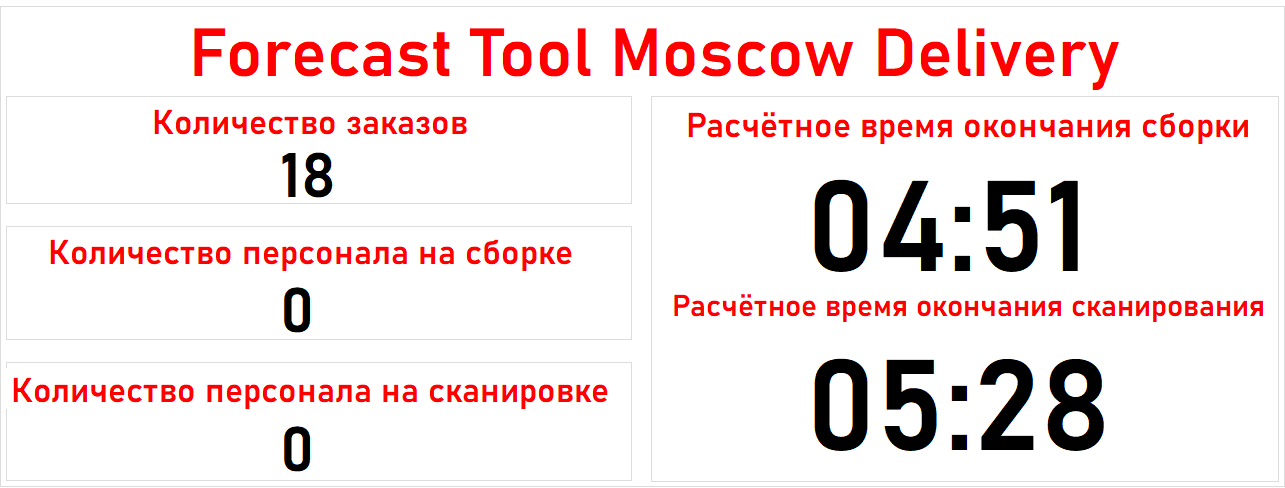 Forecast Tool Moscow Delivery
Количество заказов
18
Количество персонала на сборке
0
Количество персонала на сканировке
0
Расчётное время окончания сборки
04:51
Расчётное время окончания сканирования
05:28